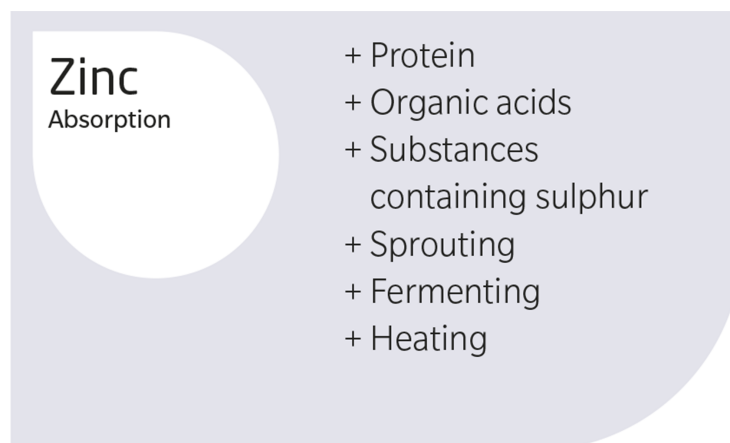 Zinc
Absorption
+ Protein
+ Organic acids
+ Substances
containing sulphur
+ Sprouting
+ Fermenting
+ Heating